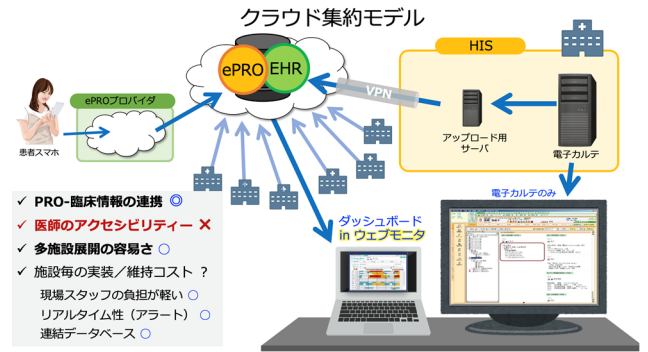 クラウド集約モデル
HIS
ePRO
EHR
VPN
ePROプロバイダ
患者スマホ
アップロード用
サーバ
電子カルテ
電子カルテのみ
✓ PRO-臨床情報の連携 ◎
✓ 医師のアクセシビリティー ×
✓ 多施設展開の容易さ ○
✓ 施設毎の実装／維持コスト ？
現場スタッフの負担が軽い ○
リアルタイム性（アラート）○
連結データベース ○
ダッシュボード
in ウェブモニタ